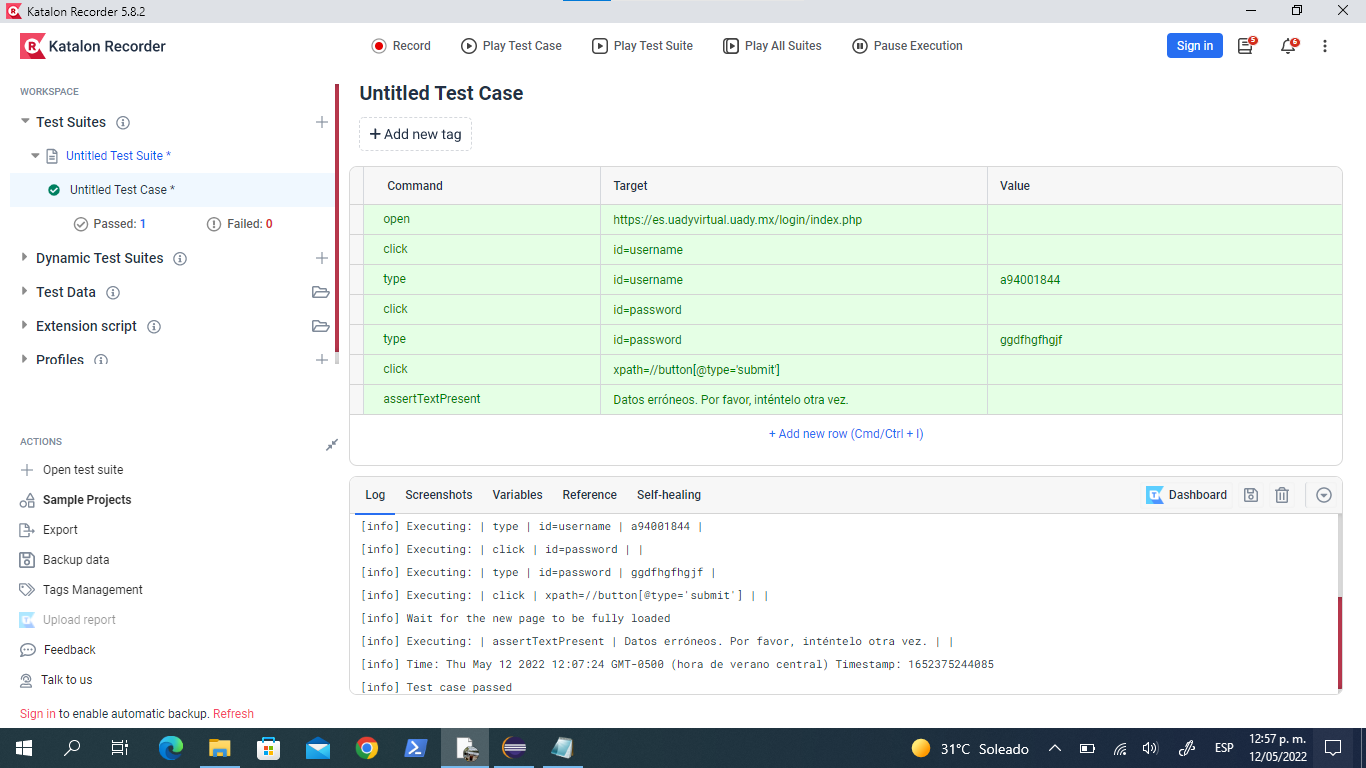 Katalon Recorder 5.8.2
Katalon Recorder
Record
Play Test Case
Play Test Suite
Play All Suites
Pause Execution
Sign in
5
6
WORKSPACE
Test Suites
Untitled Test Suite *
Untitled Test Case *
Passed: 1
Failed: 0
Dynamic Test Suites
Test Data
Extension script
Profiles
ACTIONS
Open test suite
Sample Projects
Export
Backup data
Tags Management
Upload report
Feedback
Talk to us
Sign in to enable automatic backup. Refresh
Untitled Test Case
+ Add new tag
Command Target Value
open https://es.uadyvirtual.uady.mx/login/index.php
click id=username
type id=username a94001844
click id=password
type id=password ggdfhgfhgjf
click xpath=//button[@type='submit']
assertTextPresent Datos erróneos. Por favor, inténtelo otra vez.
+ Add new row (Cmd/Ctrl + I)
Log Screenshots Variables Reference Self-healing Dashboard
[info] Executing: | type | id=username | a94001844 |
[info] Executing: | click | id=password | |
[info] Executing: | type | id=password | ggdfhgfhgjf |
[info] Executing: | click | xpath=//button[@type='submit'] | |
[info] Wait for the new page to be fully loaded
[info] Executing: | assertTextPresent | Datos erróneos. Por favor, inténtelo otra vez. | |
[info] Time: Thu May 12 2022 12:07:24 GMT-0500 (hora de verano central) Timestamp: 1652375244085
[info] Test case passed
31°C Soleado
ESP
12:57 p. m.
12/05/2022